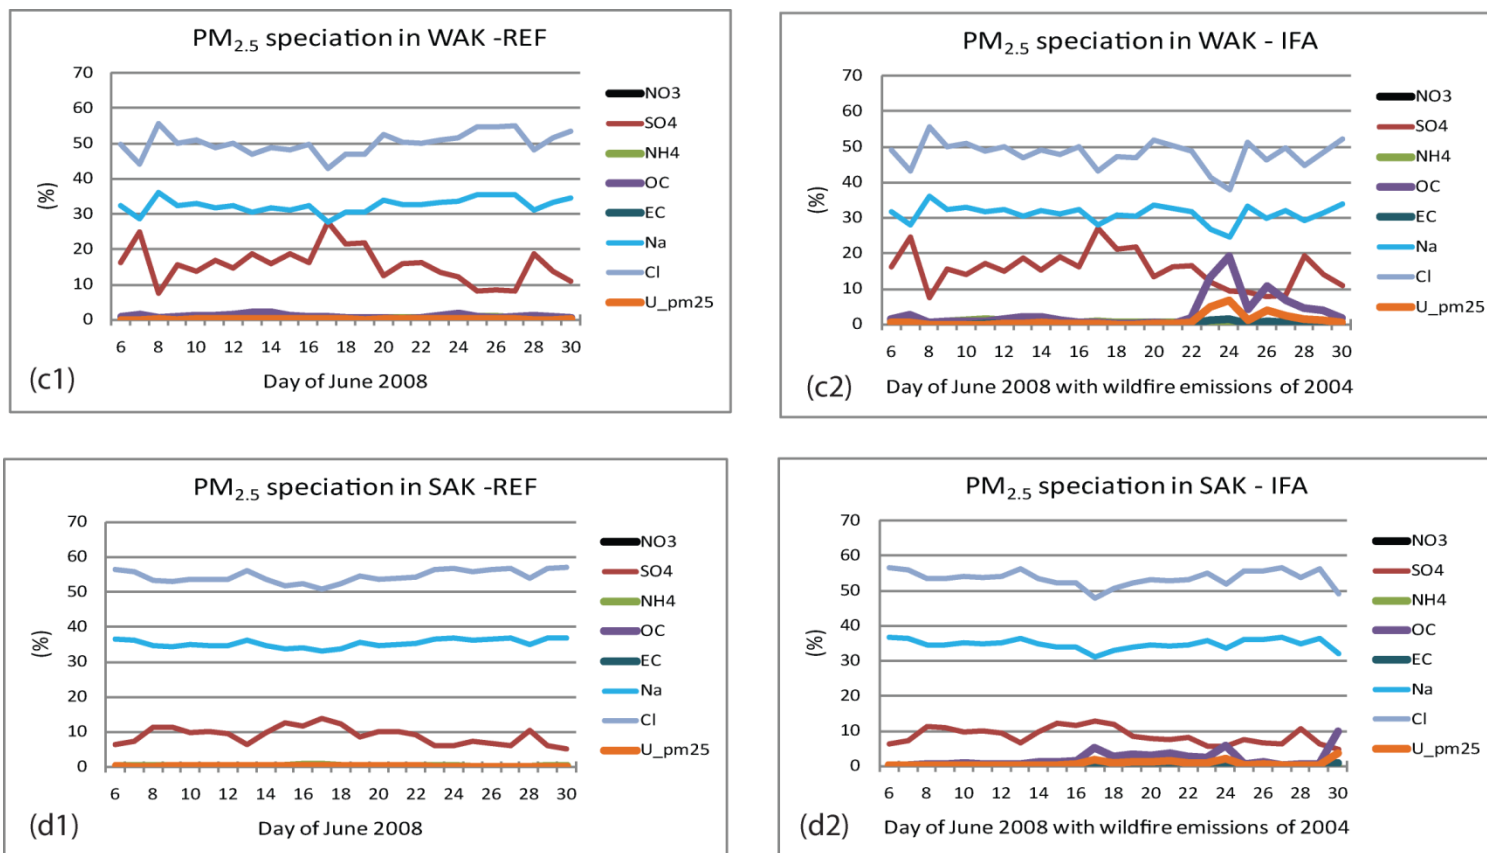 PM2.5 speciation in WAK -REF
70
60
50
40
30
20
10
0
(%)
6 8 10 12 14 16 18 20 22 24 26 28 30
Day of June 2008
NO3
SO4
NH4
OC
EC
Na
Cl
U_pm25
(c1)
PM2.5 speciation in WAK - IFA
70
60
50
40
30
20
10
0
(%)
6 8 10 12 14 16 18 20 22 24 26 28 30
Day of June 2008 with wildfire emissions of 2004
NO3
SO4
NH4
OC
EC
Na
Cl
U_pm25
(c2)
PM2.5 speciation in SAK -REF
70
60
50
40
30
20
10
0
(%)
6 8 10 12 14 16 18 20 22 24 26 28 30
Day of June 2008
NO3
SO4
NH4
OC
EC
Na
Cl
U_pm25
(d1)
PM2.5 speciation in SAK - IFA
70
60
50
40
30
20
10
0
(%)
6 8 10 12 14 16 18 20 22 24 26 28 30
Day of June 2008 with wildfire emissions of 2004
NO3
SO4
NH4
OC
EC
Na
Cl
U_pm25
(d2)